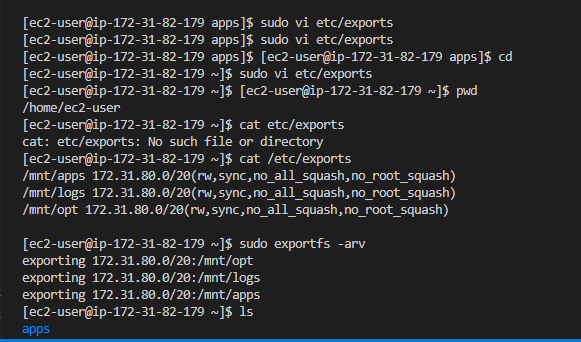 [ec2-user@ip-172-31-82-179 apps]$ sudo vi etc/exports
[ec2-user@ip-172-31-82-179 apps]$ sudo vi etc/exports
[ec2-user@ip-172-31-82-179 apps]$ [ec2-user@ip-172-31-82-179 apps]$ cd
[ec2-user@ip-172-31-82-179 ~]$ sudo vi etc/exports
[ec2-user@ip-172-31-82-179 ~]$ [ec2-user@ip-172-31-82-179 ~]$ pwd
/home/ec2-user
[ec2-user@ip-172-31-82-179 ~]$ cat etc/exports
cat: etc/exports: No such file or directory
[ec2-user@ip-172-31-82-179 ~]$ cat /etc/exports
/mnt/apps 172.31.80.0/20(rw,sync,no_all_squash,no_root_squash)
/mnt/logs 172.31.80.0/20(rw,sync,no_all_squash,no_root_squash)
/mnt/opt 172.31.80.0/20(rw,sync,no_all_squash,no_root_squash)
[ec2-user@ip-172-31-82-179 ~]$ sudo exportfs -arv
exporting 172.31.80.0/20:/mnt/opt
exporting 172.31.80.0/20:/mnt/logs
exporting 172.31.80.0/20:/mnt/apps
[ec2-user@ip-172-31-82-179 ~]$ ls
apps